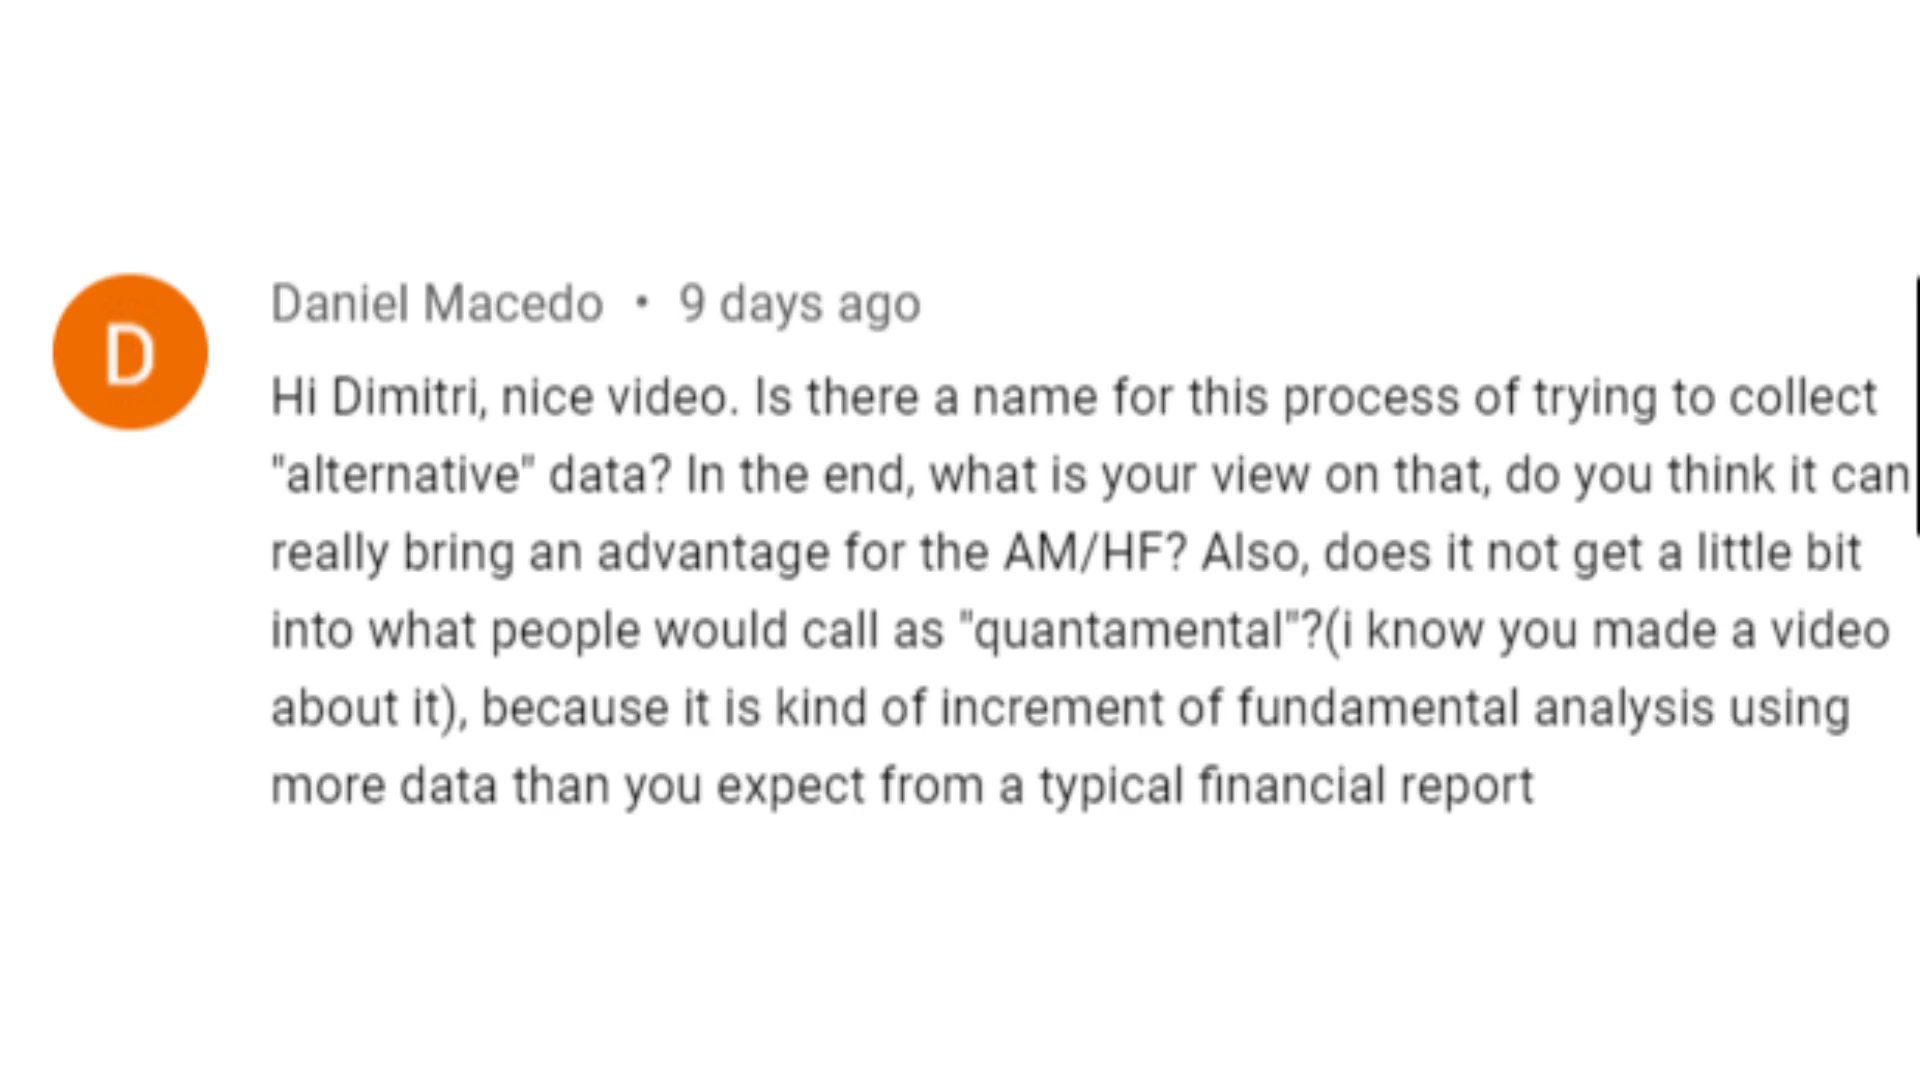 D
Daniel Macedo • 9 days ago
Hi Dimitri, nice video. Is there a name for this process of trying to collect
"alternative" data? In the end, what is your view on that, do you think it can
really bring an advantage for the AM/HF? Also, does it not get a little bit
into what people would call as "quantamental"?(i know you made a video
about it), because it is kind of increment of fundamental analysis using
more data than you expect from a typical financial report